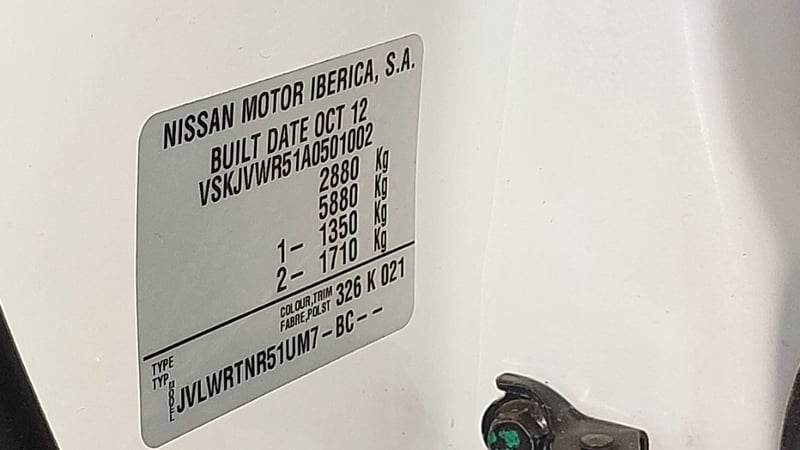 NISSAN MOTOR IBERICA, S.A.
BUILT DATE OCT 12
VSKJVWR51A0501002
2880 Kg
5880 Kg
1- 1350 Kg
2- 1710 Kg
COLOUR,TRIM
FABRE,POLST
326 K 021
TYPE
TYP
MODEL
JVLWRTNR51UM7-BC--